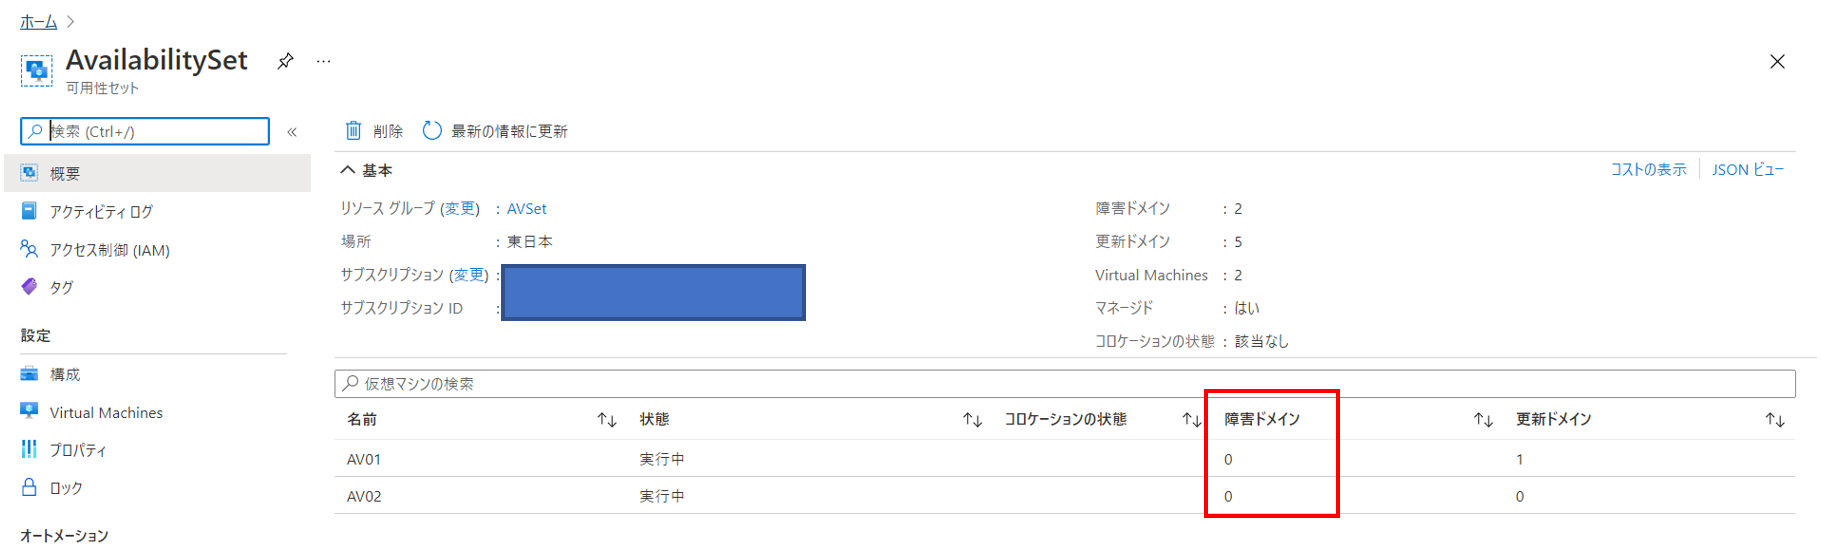 ホーム
AvailabilitySet
可用性セット
検索 (Ctrl+/)
概要
アクティビティ ログ
アクセス制御 (IAM)
タグ
設定
構成
Virtual Machines
プロパティ
ロック
オートメーション
削除 最新の情報に更新
基本
コストの表示 JSON ビュー
リソース グループ (変更) : AVSet
場所 : 東日本
サブスクリプション (変更) :
サブスクリプション ID :
障害ドメイン : 2
更新ドメイン : 5
Virtual Machines : 2
マネージド : はい
コロケーションの状態 : 該当なし
仮想マシンの検索
名前 状態 コロケーションの状態 障害ドメイン 更新ドメイン
AV01 実行中 0 1
AV02 実行中 0 0